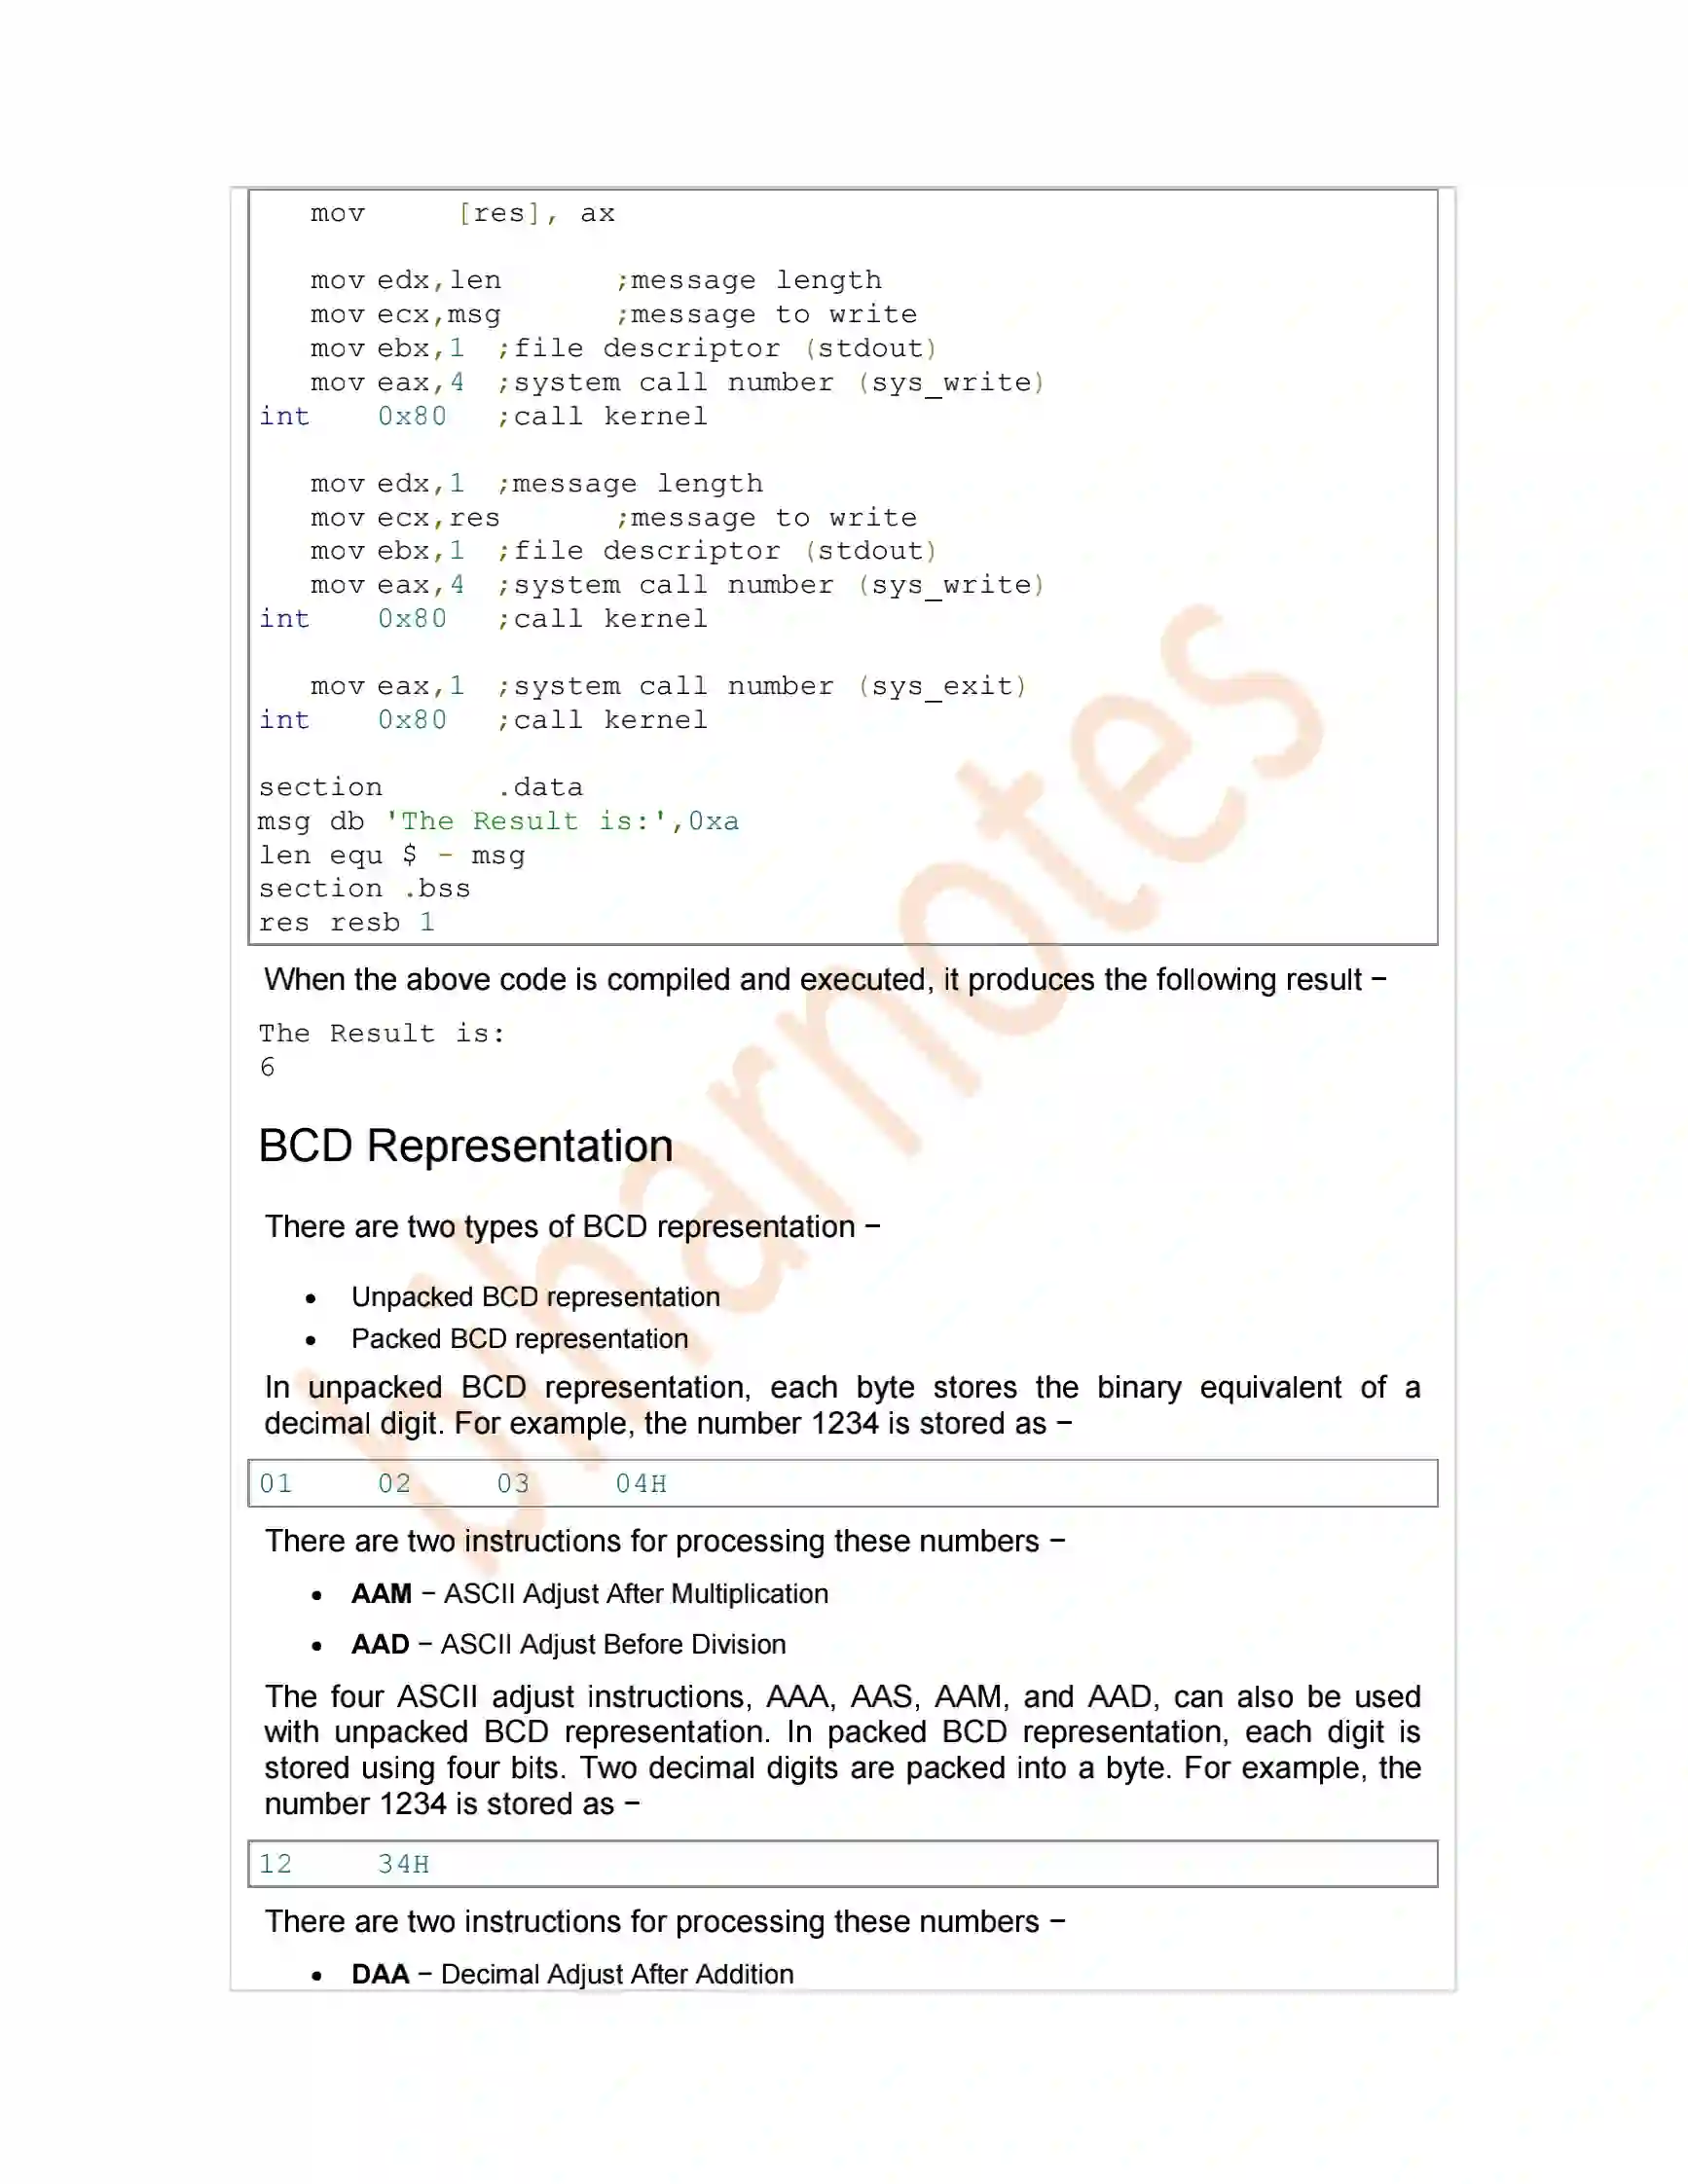 mov [res], ax
mov edx,len ;message length
mov ecx,msg ;message to write
mov ebx,1 ;file descriptor (stdout)
mov eax,4 ;system call number (sys_write)
int 0x80 ;call kernel
mov edx,1 ;message length
mov ecx,res ;message to write
mov ebx,1 ;file descriptor (stdout)
mov eax,4 ;system call number (sys_write)
int 0x80 ;call kernel
mov eax,1 ;system call number (sys_exit)
int 0x80 ;call kernel
section .data
msg db 'The Result is:',0xa
len equ $ - msg
section .bss
res resb 1
When the above code is compiled and executed, it produces the following result −
The Result is:
6
BCD Representation
There are two types of BCD representation −
• Unpacked BCD representation
• Packed BCD representation
In unpacked BCD representation, each byte stores the binary equivalent of a
decimal digit. For example, the number 1234 is stored as −
01 02 03 04H
There are two instructions for processing these numbers −
• AAM − ASCII Adjust After Multiplication
• AAD − ASCII Adjust Before Division
The four ASCII adjust instructions, AAA, AAS, AAM, and AAD, can also be used
with unpacked BCD representation. In packed BCD representation, each digit is
stored using four bits. Two decimal digits are packed into a byte. For example, the
number 1234 is stored as −
12 34H
There are two instructions for processing these numbers −
• DAA − Decimal Adjust After Addition
biharnotes